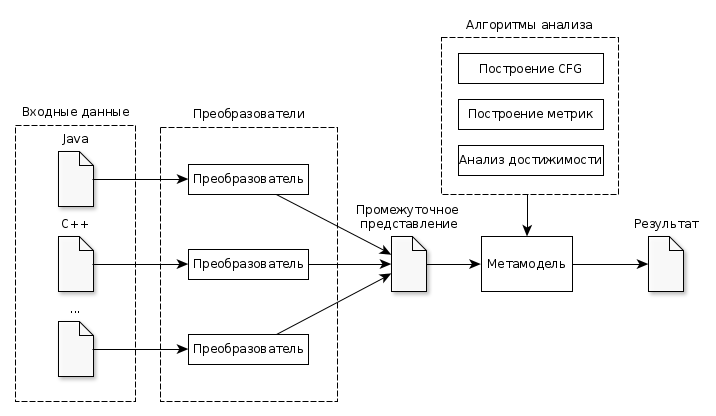 Алгоритмы анализа
Построение CFG
Построение метрик
Анализ достижимости
Входные данные
Java
C++
...
Преобразователи
Преобразователь
Преобразователь
Преобразователь
Промежуточное
представление
Метамодель
Результат